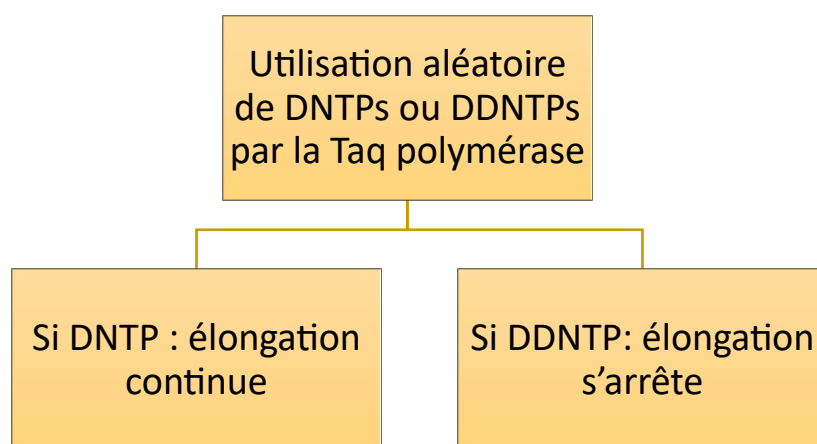 Utilisation aléatoire
de DNTPs ou DDNTPs
par la Taq polymérase
Si DNTP : élongation
continue
Si DDNTP: élongation
s’arrête